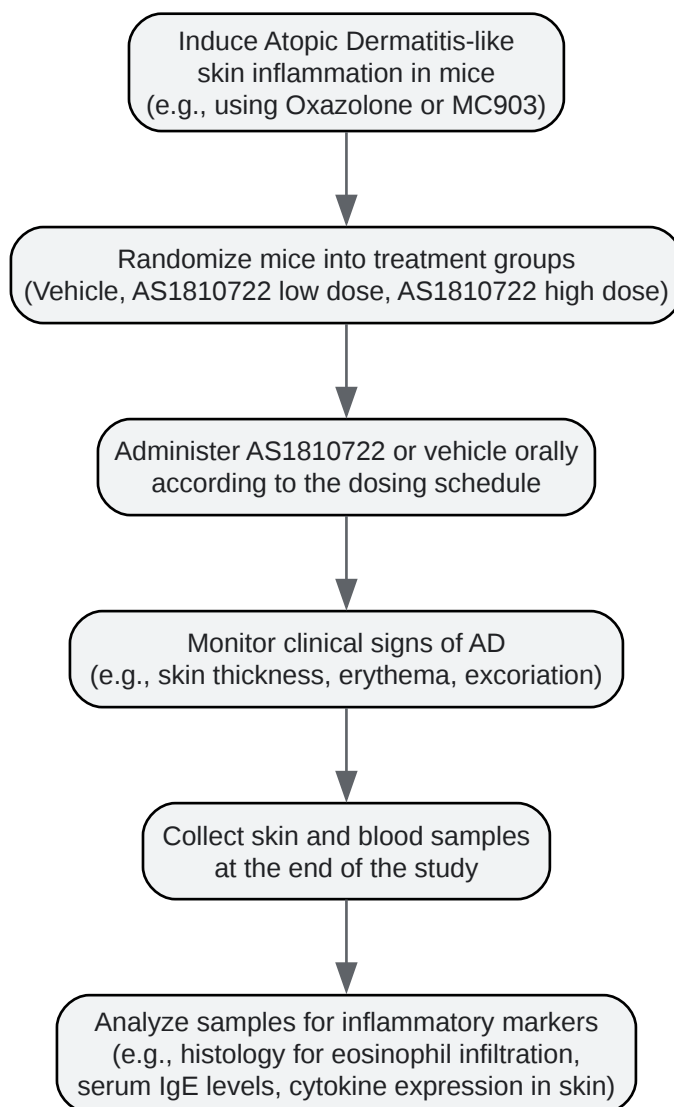 Induce Atopic Dermatitis-like
skin inflammation in mice
(e.g., using Oxazolone or MC903)
Randomize mice into treatment groups
(Vehicle, AS1810722 low dose, AS1810722 high dose)
Administer AS1810722 or vehicle orally
according to the dosing schedule
Monitor clinical signs of AD
(e.g., skin thickness, erythema, excoriation)
Collect skin and blood samples
at the end of the study
Analyze samples for inflammatory markers
(e.g., histology for eosinophil infiltration,
serum IgE levels, cytokine expression in skin)